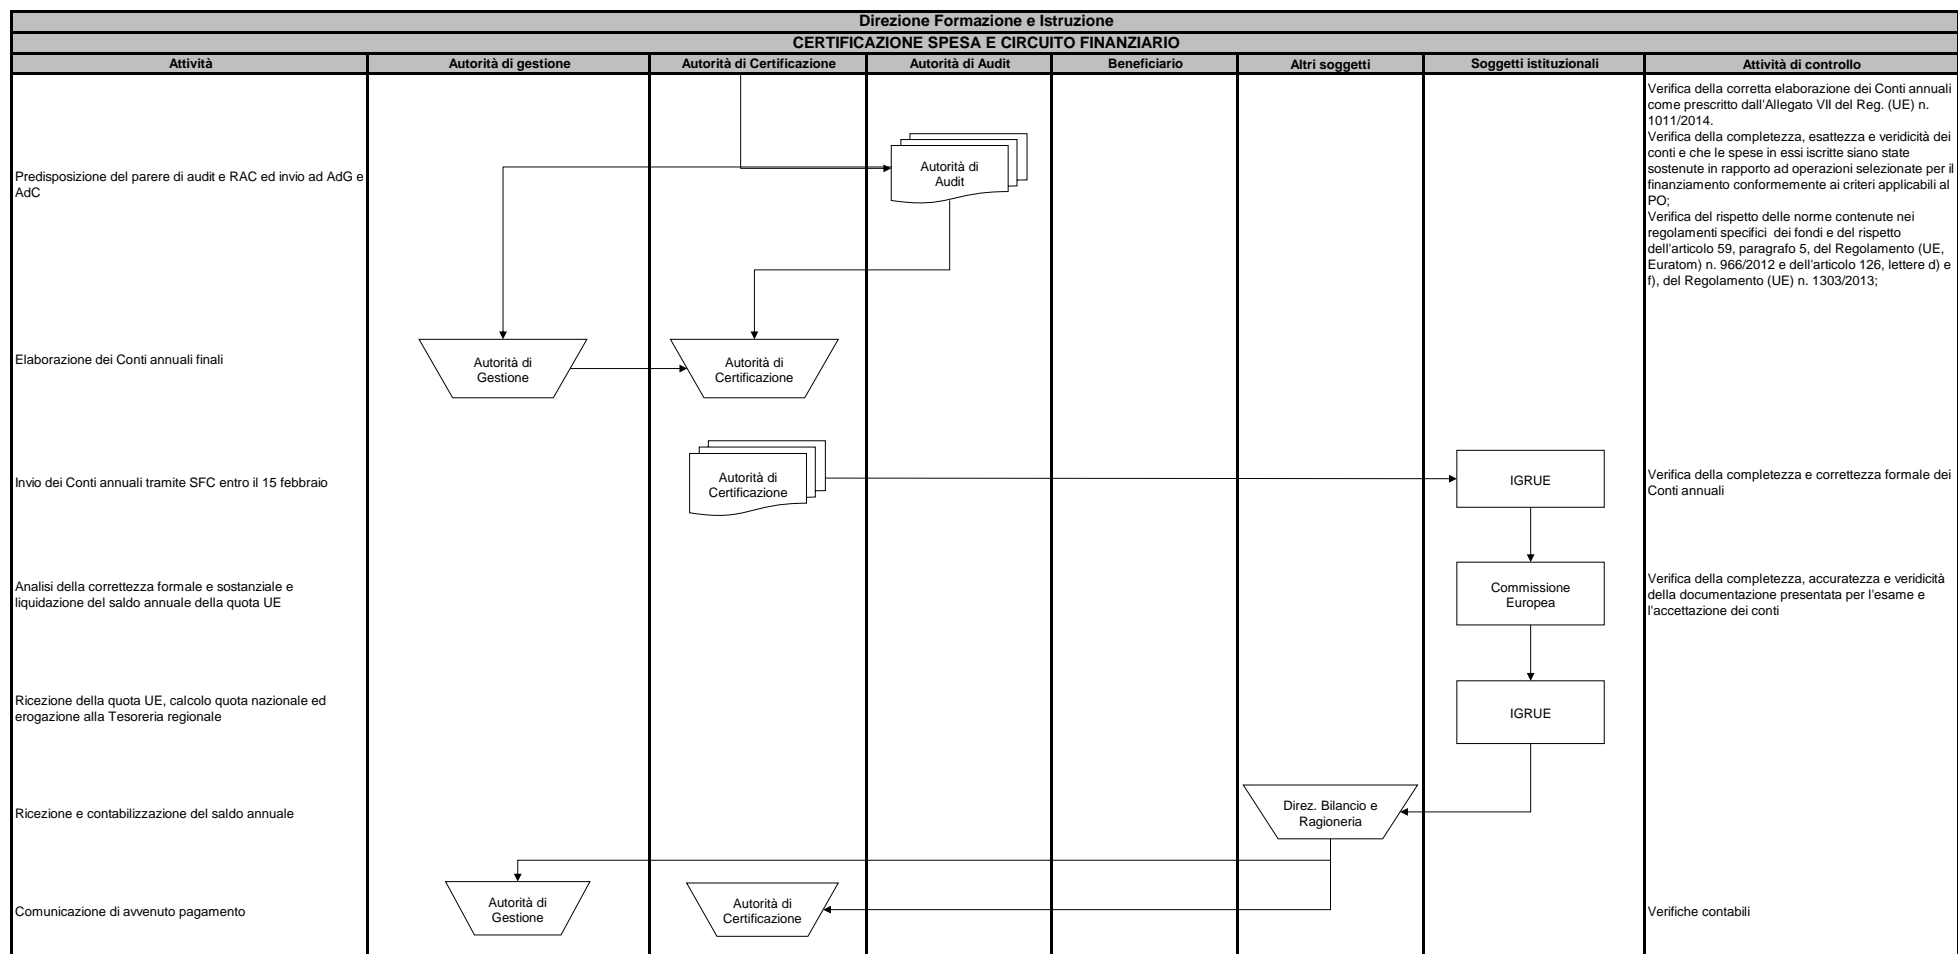 Direzione Formazione e Istruzione
CERTIFICAZIONE SPESA E CIRCUITO FINANZIARIO
Attività
Autorità di gestione
Autorità di Certificazione
Autorità di Audit
Beneficiario
Altri soggetti
Soggetti istituzionali
Attività di controllo
Predisposizione del parere di audit e RAC ed invio ad AdG e
AdC
Autorità di
Audit
Verifica della corretta elaborazione dei Conti annuali
come prescritto dall'Allegato VII del Reg. (UE) n.
1011/2014.
Verifica della completezza, esattezza e veridicità dei
conti e che le spese in essi iscritte siano state
sostenute in rapporto ad operazioni selezionate per il
finanziamento conformemente ai criteri applicabili al
PO;
Verifica del rispetto delle norme contenute nei
regolamenti specifici  dei fondi e del rispetto
dell'articolo 59, paragrafo 5, del Regolamento (UE,
Euratom) n. 966/2012 e dell'articolo 126, lettere d) e
f), del Regolamento (UE) n. 1303/2013;
Elaborazione dei Conti annuali finali
Autorità di
Gestione
Autorità di
Certificazione
Invio dei Conti annuali tramite SFC entro il 15 febbraio
Autorità di
Certificazione
IGRUE
Verifica della completezza e correttezza formale dei
Conti annuali
Analisi della correttezza formale e sostanziale e
liquidazione del saldo annuale della quota UE
Commissione
Europea
Verifica della completezza, accuratezza e veridicità
della documentazione presentata per l'esame e
l'accettazione dei conti
Ricezione della quota UE, calcolo quota nazionale ed
erogazione alla Tesoreria regionale
IGRUE
Ricezione e contabilizzazione del saldo annuale
Direz. Bilancio e
Ragioneria
Comunicazione di avvenuto pagamento
Autorità di
Gestione
Autorità di
Certificazione
Verifiche contabili